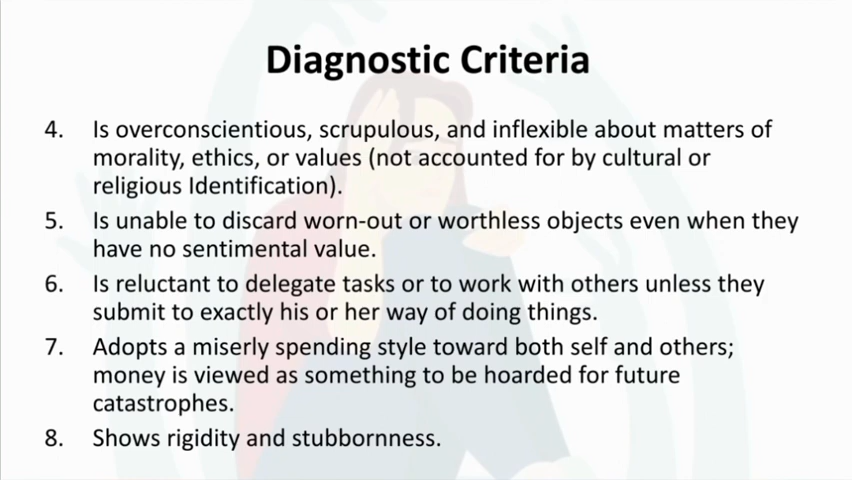 Diagnostic Criteria
4. Is overconscientious, scrupulous, and inflexible about matters of
morality, ethics, or values (not accounted for by cultural or
religious Identification).
5. Is unable to discard worn-out or worthless objects even when they
have no sentimental value.
6. Is reluctant to delegate tasks or to work with others unless they
submit to exactly his or her way of doing things.
7. Adopts a miserly spending style toward both self and others;
money is viewed as something to be hoarded for future
catastrophes.
8. Shows rigidity and stubbornness.